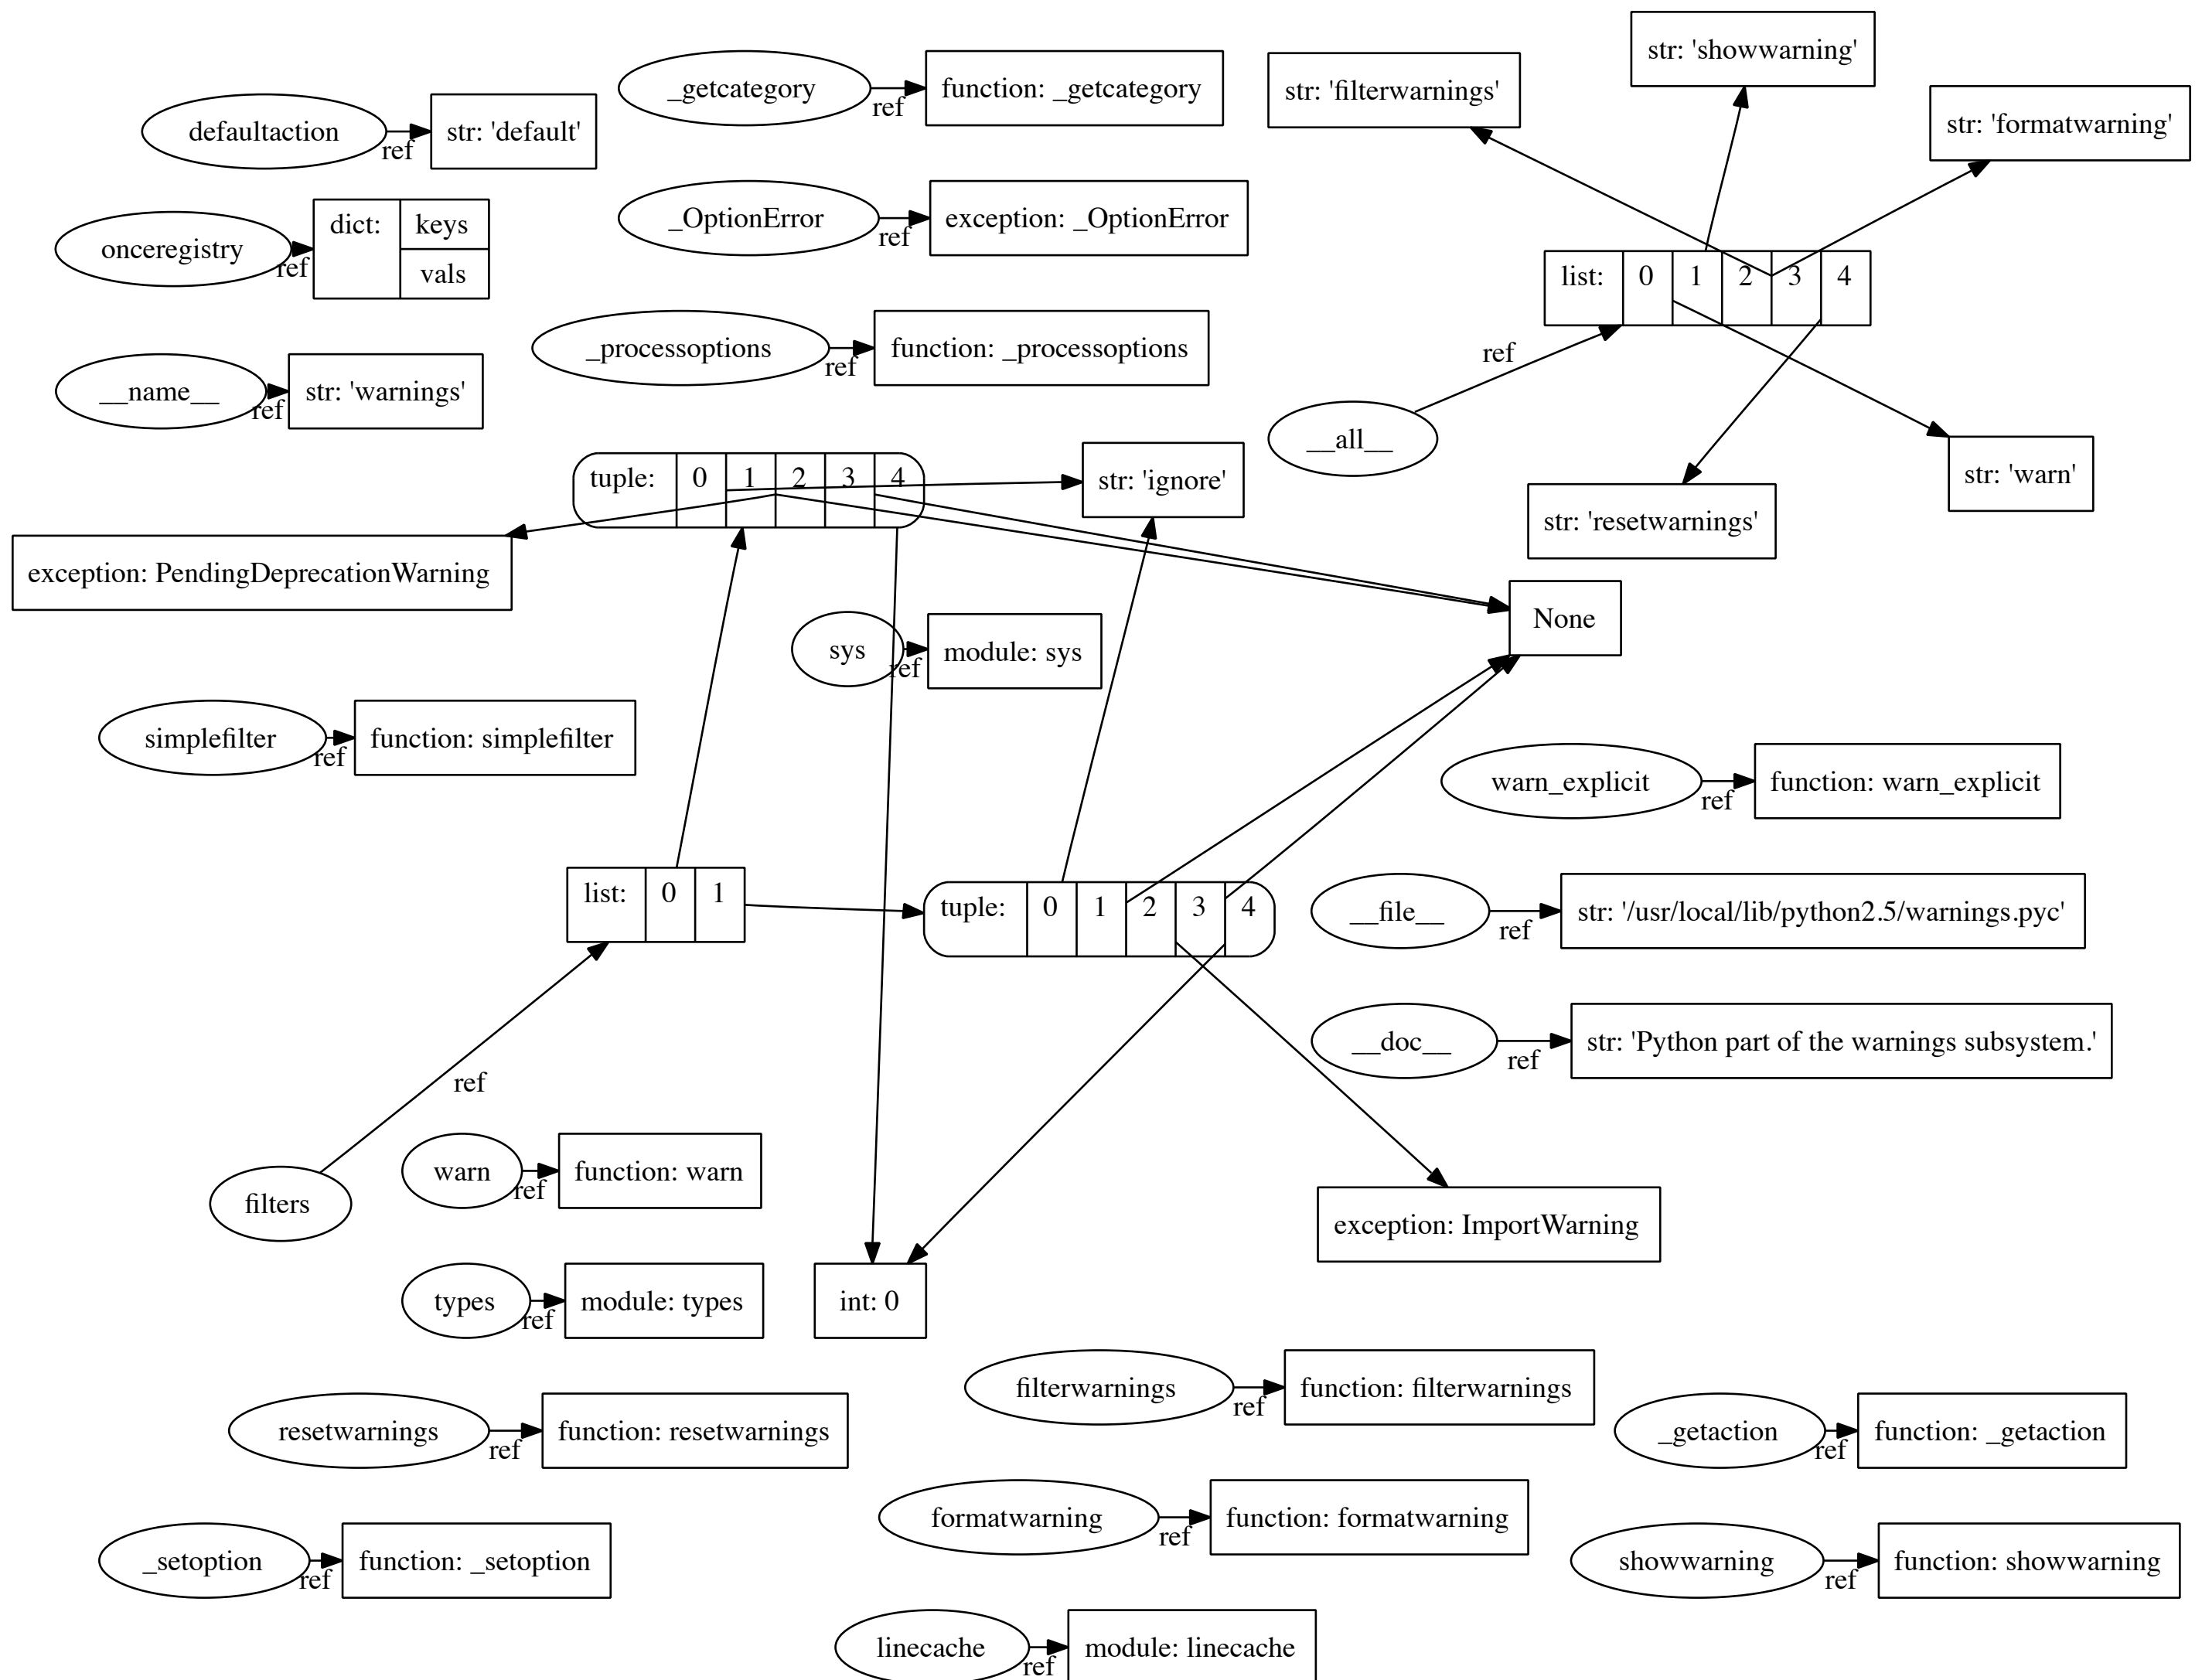 str: 'showwarning'
_getcategory
ref
function: _getcategory
str: 'filterwarnings'
str: 'formatwarning'
defaultaction
ref
str: 'default'
_OptionError
ref
exception: _OptionError
onceregistry
ref
dict:
keys
vals
list: 0 1 2 3 4
_processoptions
ref
function: _processoptions
ref
__name__
ref
str: 'warnings'
__all__
tuple: 0 1 2 3 4
str: 'ignore'
str: 'warn'
str: 'resetwarnings'
exception: PendingDeprecationWarning
None
sys
ref
module: sys
simplefilter
ref
function: simplefilter
warn_explicit
ref
function: warn_explicit
list: 0 1
tuple: 0 1 2 3 4
__file__
ref
str: '/usr/local/lib/python2.5/warnings.pyc'
__doc__
ref
str: 'Python part of the warnings subsystem.'
ref
warn
ref
function: warn
filters
exception: ImportWarning
types
ref
module: types
int: 0
filterwarnings
ref
function: filterwarnings
resetwarnings
ref
function: resetwarnings
_getaction
ref
function: _getaction
formatwarning
ref
function: formatwarning
_setoption
ref
function: _setoption
showwarning
ref
function: showwarning
linecache
ref
module: linecache